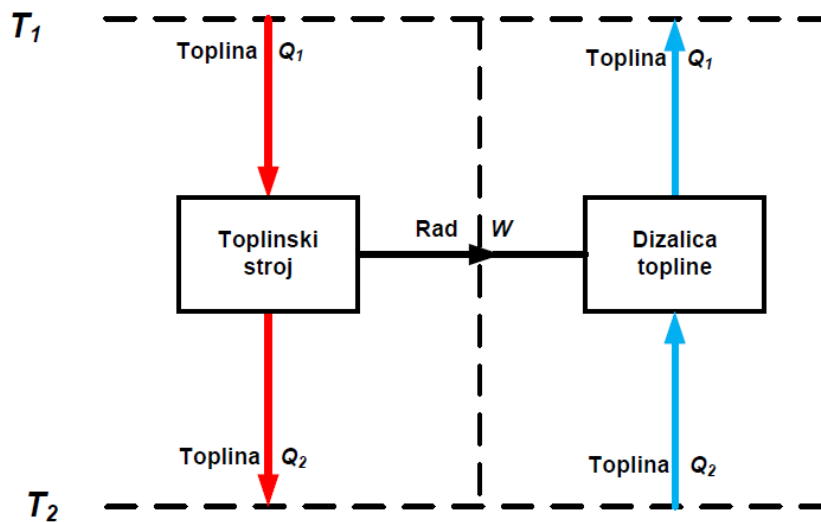 T1
Toplina Q1
Toplina Q1
Toplinski
stroj
Rad W
Dizalica
topline
Toplina Q2
Toplina Q2
T2